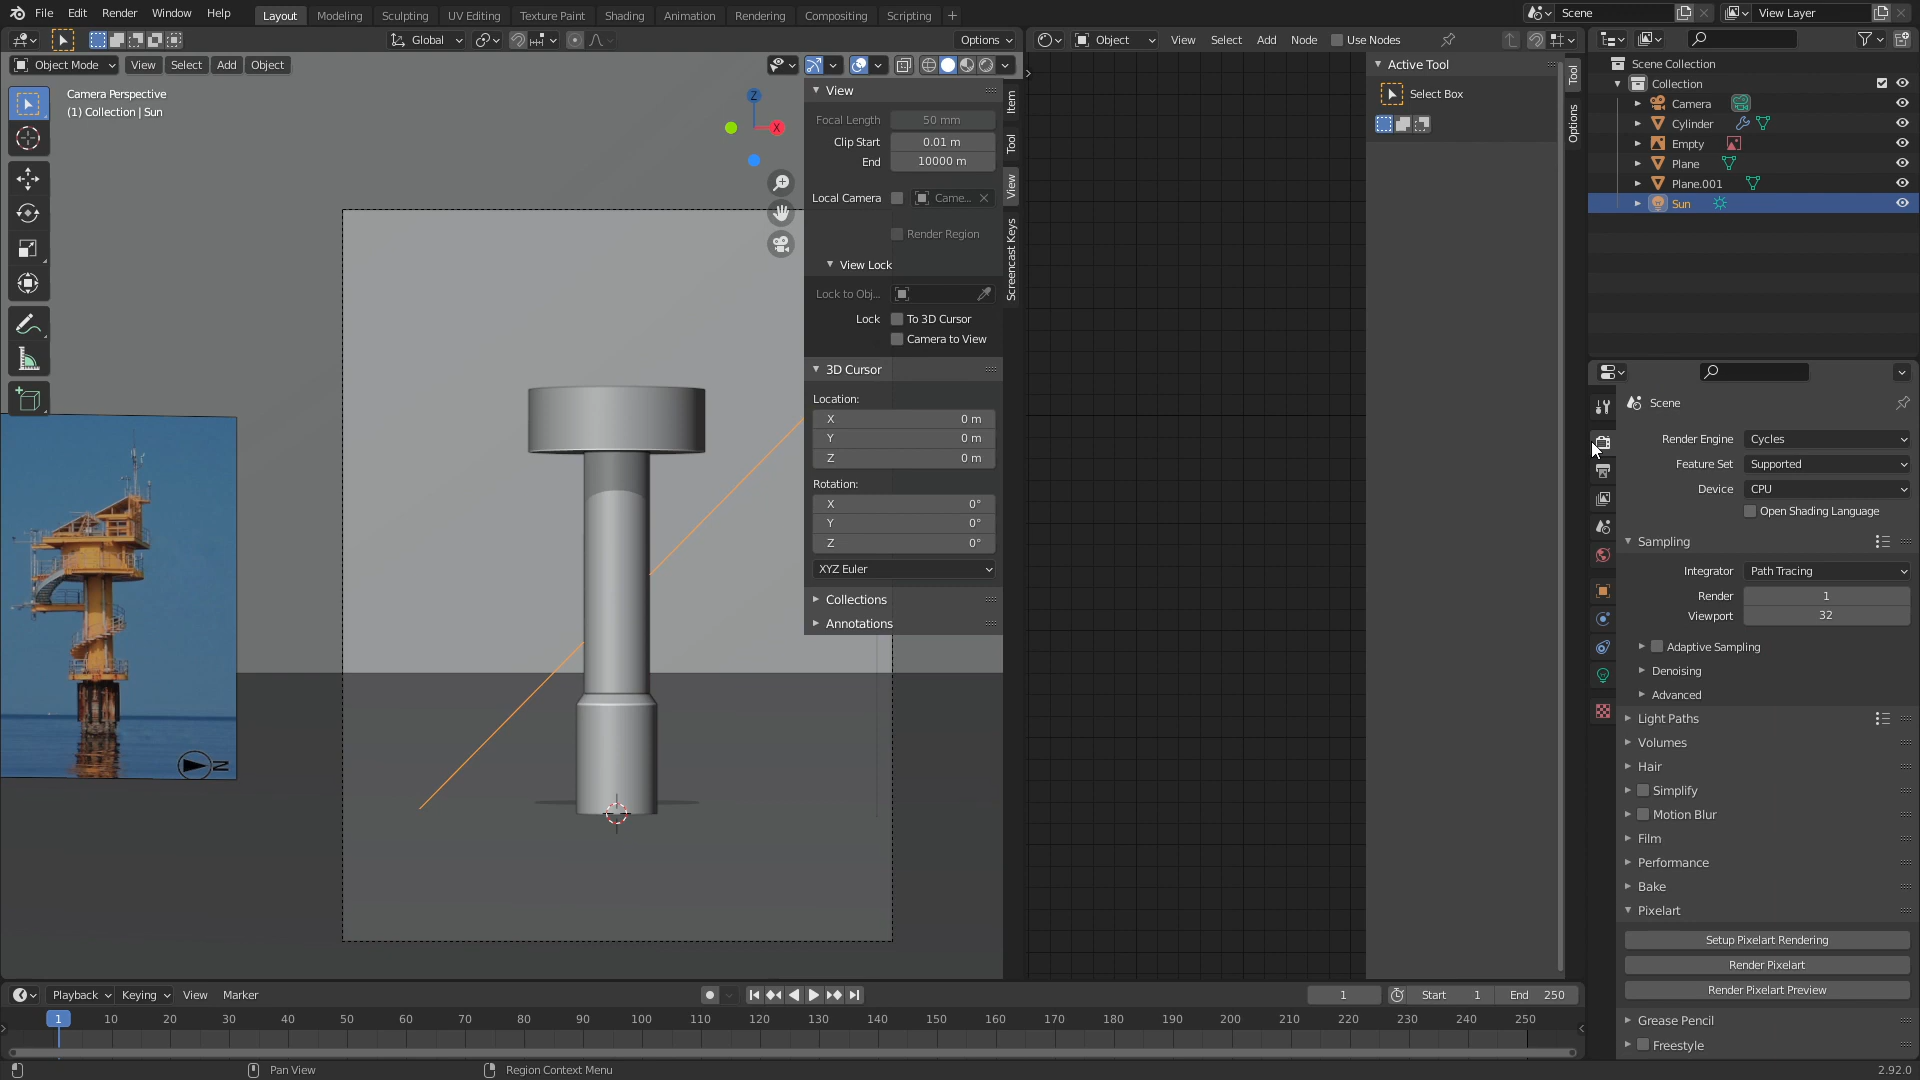 File Edit Render Window Help
Layout Modeling Sculpting UV Editing Texture Paint Shading Animation Rendering Compositing Scripting +
Scene View Layer
Global Options
Object View Select Add Node Use Nodes
Object Mode View Select Add Object
Camera Perspective
(1) Collection | Sun
Z
X
View
Focal Length 50 mm
Clip Start 0.01 m
End 10000 m
Local Camera Came...
Render Region
View Lock
Lock to Obj...
Lock To 3D Cursor
Camera to View
3D Cursor
Location:
X 0 m
Y 0 m
Z 0 m
Rotation:
X 0°
Y 0°
Z 0°
XYZ Euler
Collections
Annotations
Item
Tool
View
Screencast Keys
N
Active Tool
Select Box
Tool
Options
Scene Collection
Collection
Camera
Cylinder
Empty
Plane
Plane.001
Sun
Scene
Render Engine Cycles
Feature Set Supported
Device CPU
Open Shading Language
Sampling
Integrator Path Tracing
Render 1
Viewport 32
Adaptive Sampling
Denoising
Advanced
Light Paths
Volumes
Hair
Simplify
Motion Blur
Film
Performance
Bake
Pixelart
Setup Pixelart Rendering
Render Pixelart
Render Pixelart Preview
Grease Pencil
Freestyle
Playback Keying View Marker 1 Start 1 End 250
1 10 20 30 40 50 60 70 80 90 100 110 120 130 140 150 160 170 180 190 200 210 220 230 240 250
Pan View Region Context Menu 2.92.0